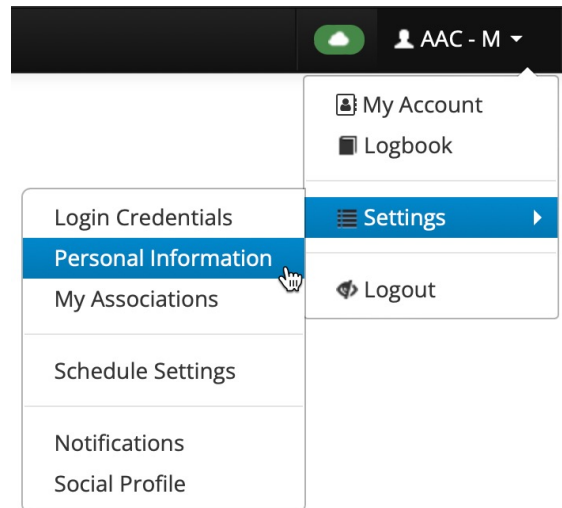 AAC - M
My Account
Logbook
Settings
Logout
Login Credentials
Personal Information
My Associations
Schedule Settings
Notifications
Social Profile